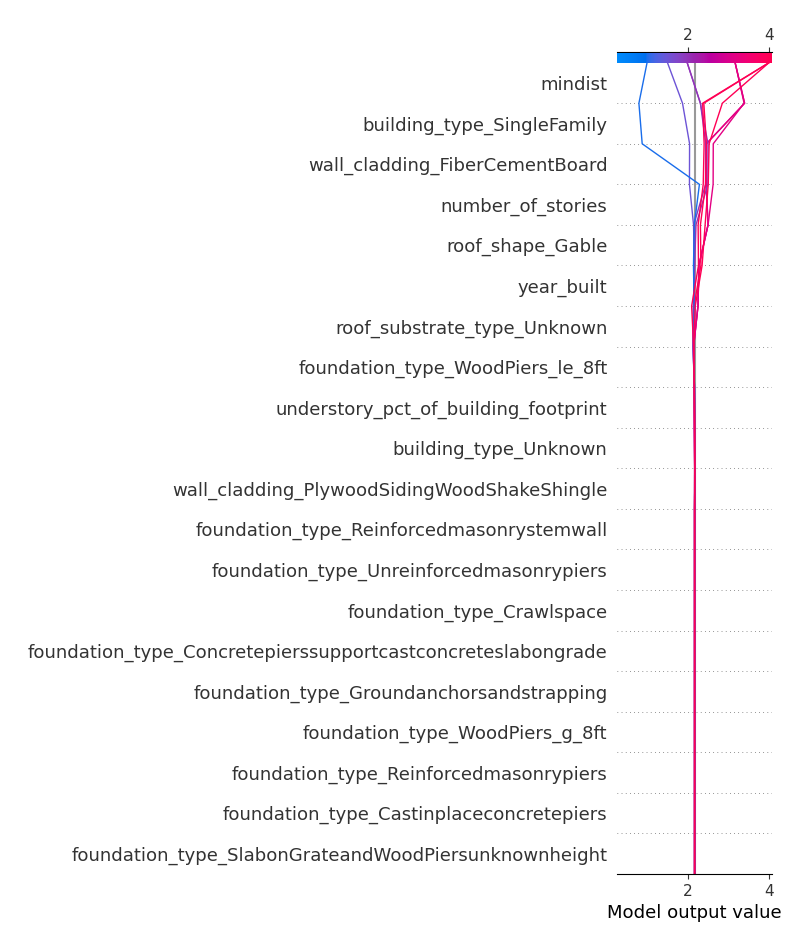 2 4
mindist
building_type_SingleFamily
wall_cladding_FiberCementBoard
number_of_stories
roof_shape_Gable
year_built
roof_substrate_type_Unknown
foundation_type_WoodPiers_le_8ft
understory_pct_of_building_footprint
building_type_Unknown
wall_cladding_PlywoodSidingWoodShakeShingle
foundation_type_Reinforcedmasonrystemwall
foundation_type_Unreinforcedmasonrypiers
foundation_type_Crawlspace
foundation_type_Concretepierssupportcastconcreteslabongrade
foundation_type_Groundanchorsandstrapping
foundation_type_WoodPiers_g_8ft
foundation_type_Reinforcedmasonrypiers
foundation_type_Castinplaceconcretepiers
foundation_type_SlabonGrateandWoodPiersunknownheight
2 4
Model output value